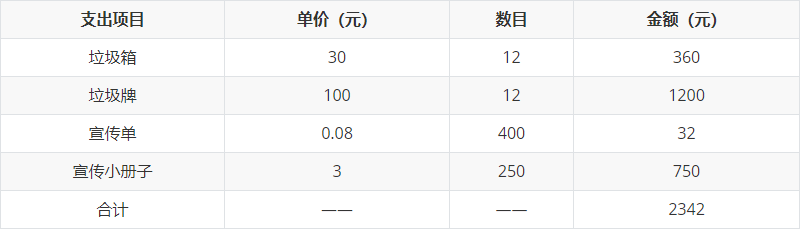 支出项目 单价（元） 数目 金额（元）
垃圾箱 30 12 360
垃圾牌 100 12 1200
宣传单 0.08 400 32
宣传小册子 3 250 750
合计 —— —— 2342